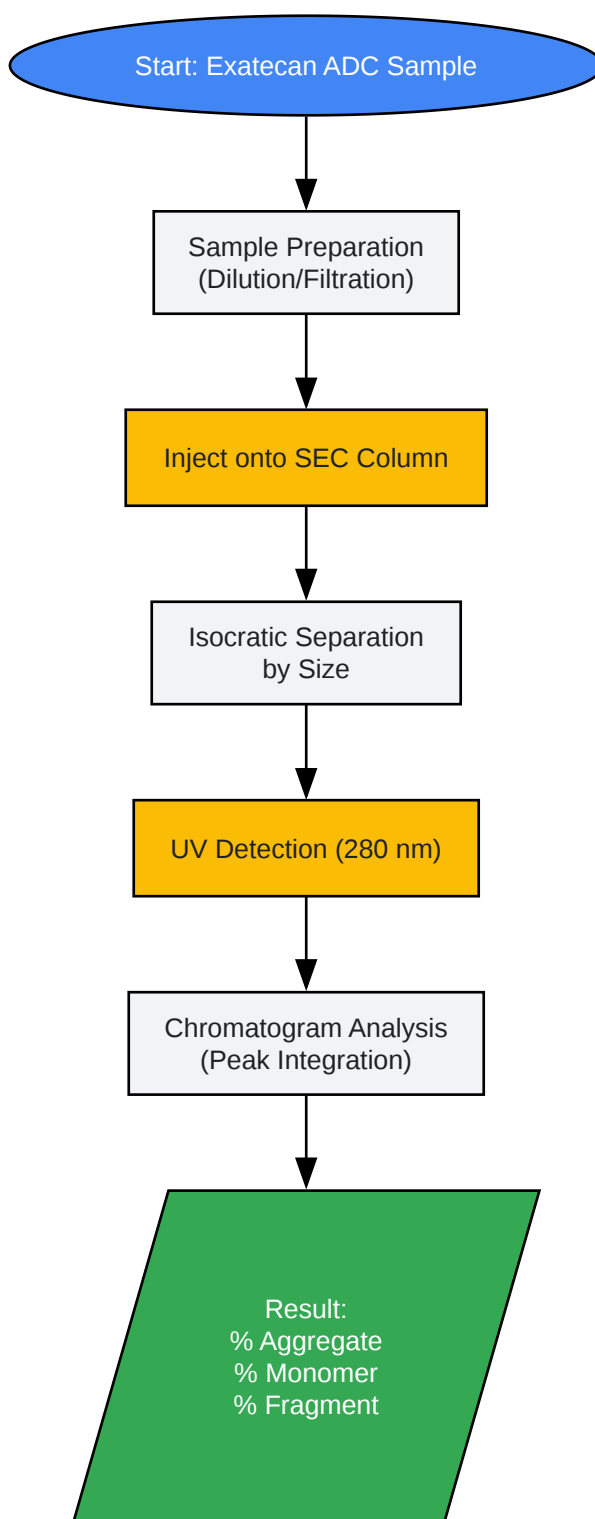 Start: Exatecan ADC Sample
Sample Preparation
(Dilution/Filtration)
Inject onto SEC Column
Isocratic Separation
by Size
UV Detection (280 nm)
Chromatogram Analysis
(Peak Integration)
Result:
% Aggregate
% Monomer
% Fragment